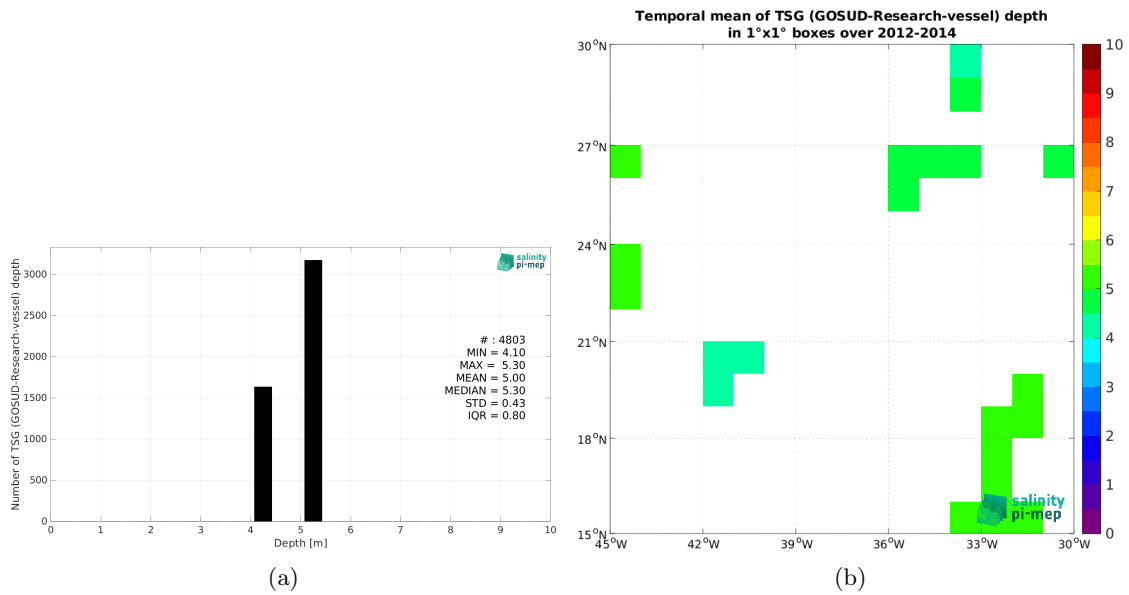 Temporal mean of TSG (GOSUD-Research-vessel) depth
in 1°x1° boxes over 2012-2014
Number of TSG (GOSUD-Research-vessel) depth
3000
2500
2000
1500
1000
500
0
0 1 2 3 4 5 6 7 8 9 10
Depth [m]
salinity
pi-mep
# : 4803
MIN = 4.10
MAX = 5.30
MEAN = 5.00
MEDIAN = 5.30
STD = 0.43
IQR = 0.80
(a)
30°N
27°N
24°N
21°N
18°N
15°N
45°W 42°W 39°W 36°W 33°W 30°W
salinity
pi-mep
10
9
8
7
6
5
4
3
2
1
0
(b)